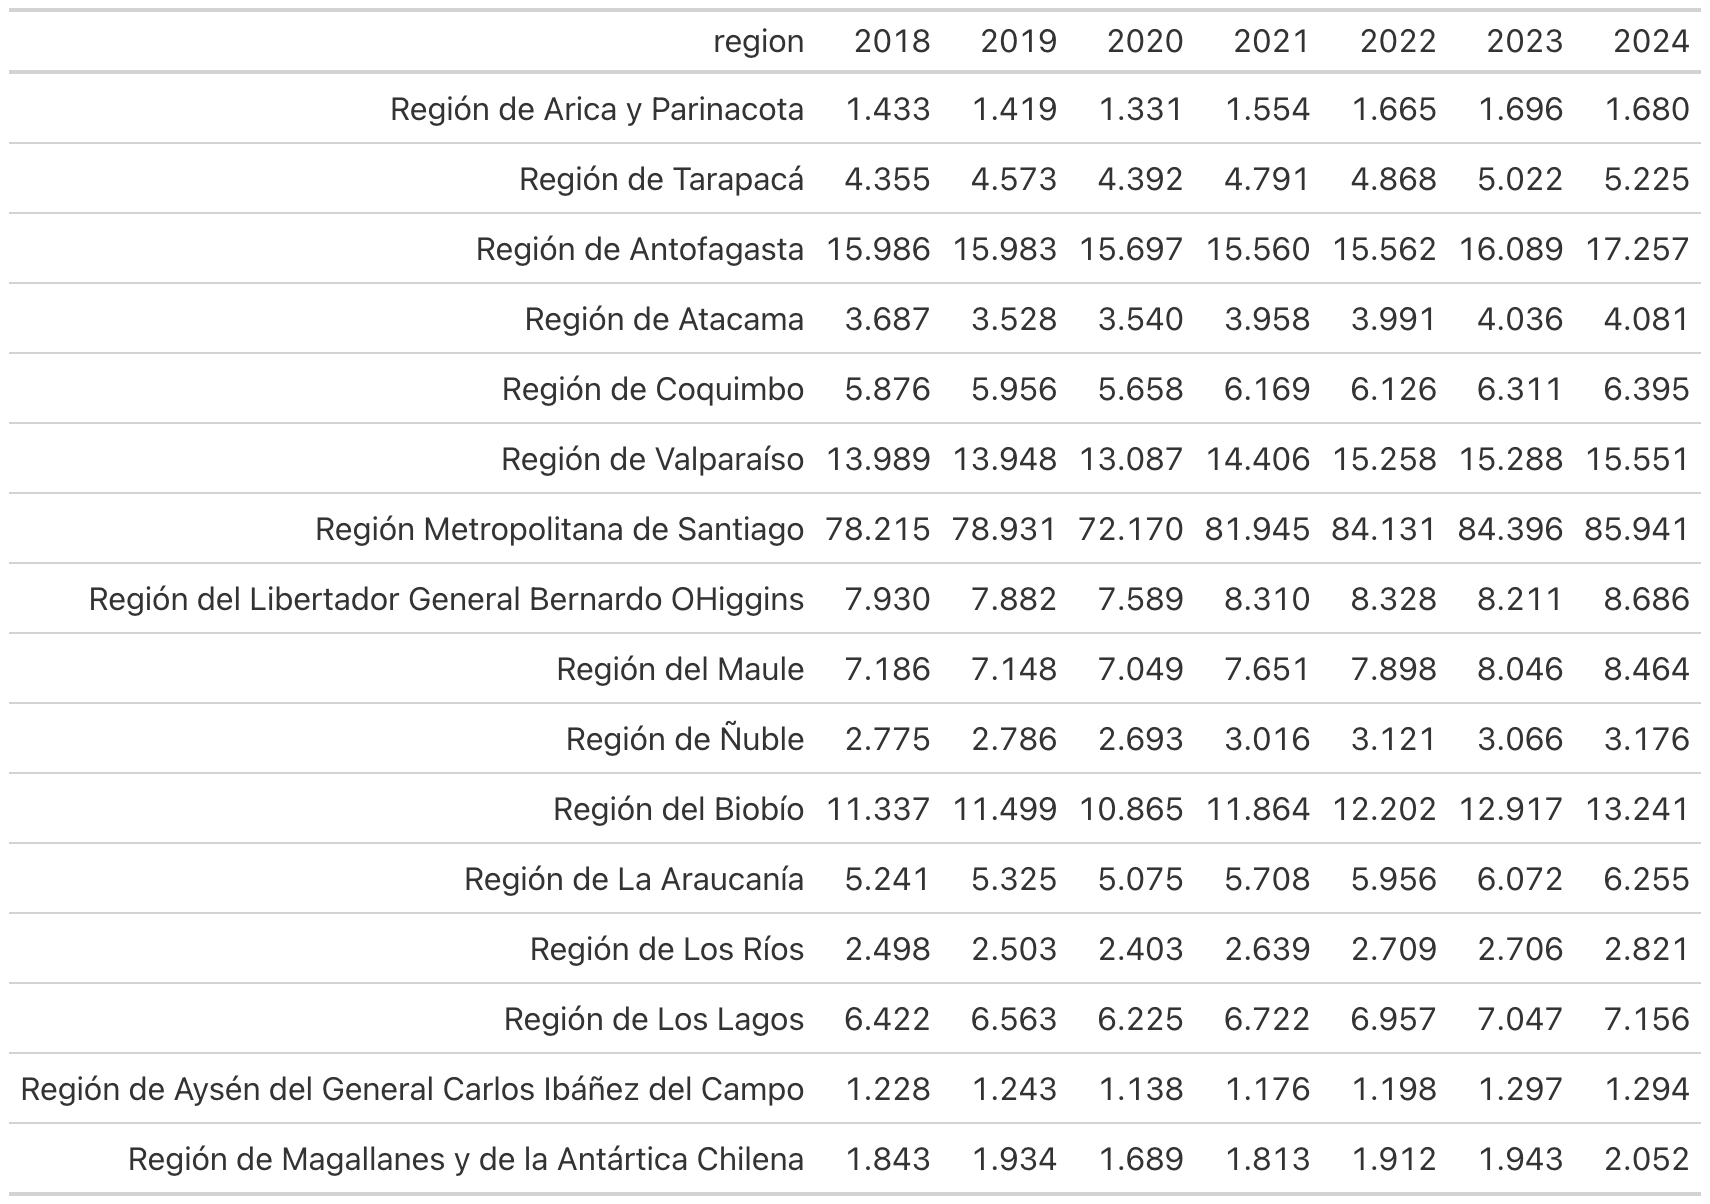 region 2018 2019 2020 2021 2022 2023 2024
Región de Arica y Parinacota 1.433 1.419 1.331 1.554 1.665 1.696 1.680
Región de Tarapacá 4.355 4.573 4.392 4.791 4.868 5.022 5.225
Región de Antofagasta 15.986 15.983 15.697 15.560 15.562 16.089 17.257
Región de Atacama 3.687 3.528 3.540 3.958 3.991 4.036 4.081
Región de Coquimbo 5.876 5.956 5.658 6.169 6.126 6.311 6.395
Región de Valparaíso 13.989 13.948 13.087 14.406 15.258 15.288 15.551
Región Metropolitana de Santiago 78.215 78.931 72.170 81.945 84.131 84.396 85.941
Región del Libertador General Bernardo OHiggins 7.930 7.882 7.589 8.310 8.328 8.211 8.686
Región del Maule 7.186 7.148 7.049 7.651 7.898 8.046 8.464
Región de Ñuble 2.775 2.786 2.693 3.016 3.121 3.066 3.176
Región del Biobío 11.337 11.499 10.865 11.864 12.202 12.917 13.241
Región de La Araucanía 5.241 5.325 5.075 5.708 5.956 6.072 6.255
Región de Los Ríos 2.498 2.503 2.403 2.639 2.709 2.706 2.821
Región de Los Lagos 6.422 6.563 6.225 6.722 6.957 7.047 7.156
Región de Aysén del General Carlos Ibáñez del Campo 1.228 1.243 1.138 1.176 1.198 1.297 1.294
Región de Magallanes y de la Antártica Chilena 1.843 1.934 1.689 1.813 1.912 1.943 2.052